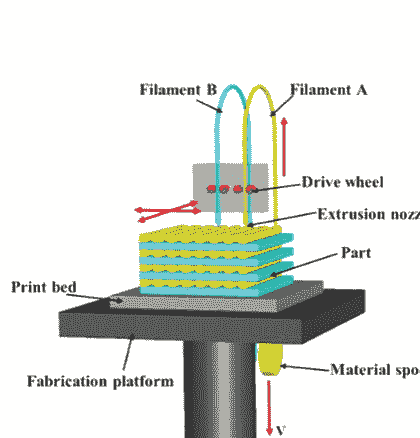 Filament B
Filament A
Drive wheel
Extrusion nozz
Part
Print bed
Material spo
Fabrication platform
V